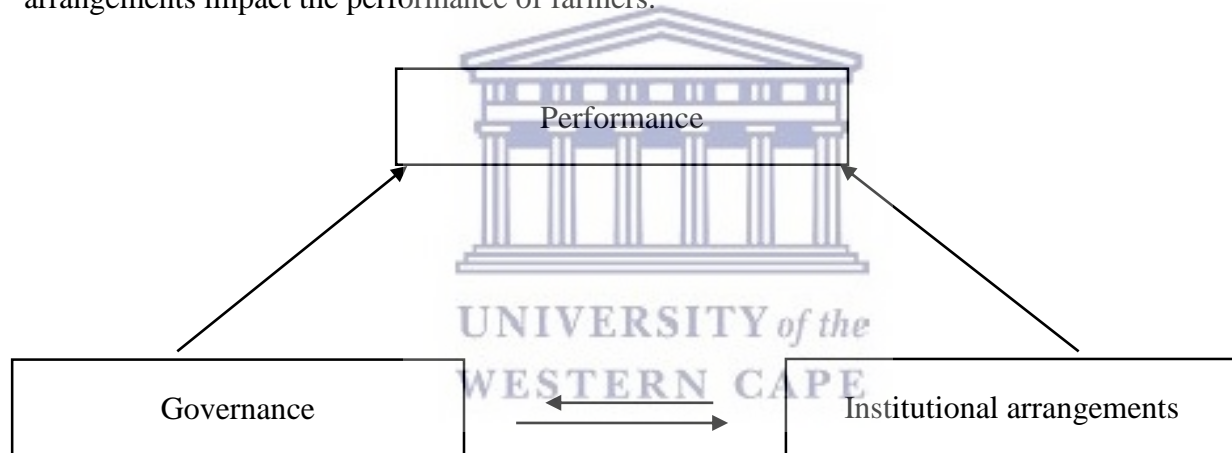 arrangements impact the performance of farmers.
Performance
UNIVERSITY of the
WESTERN CAPE
Governance
Institutional arrangements